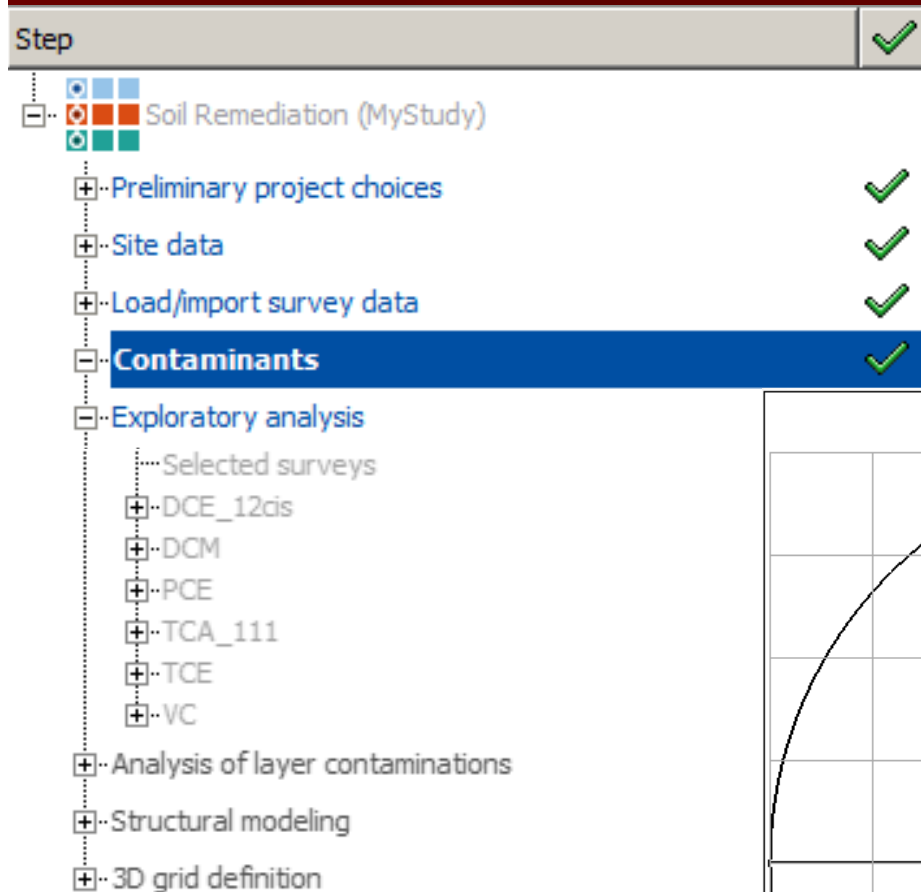 Step
Soil Remediation (MyStudy)
Preliminary project choices
Site data
Load/import survey data
Contaminants
Exploratory analysis
Selected surveys
DCE_12cis
DCM
PCE
TCA_111
TCE
VC
Analysis of layer contaminations
Structural modeling
3D grid definition